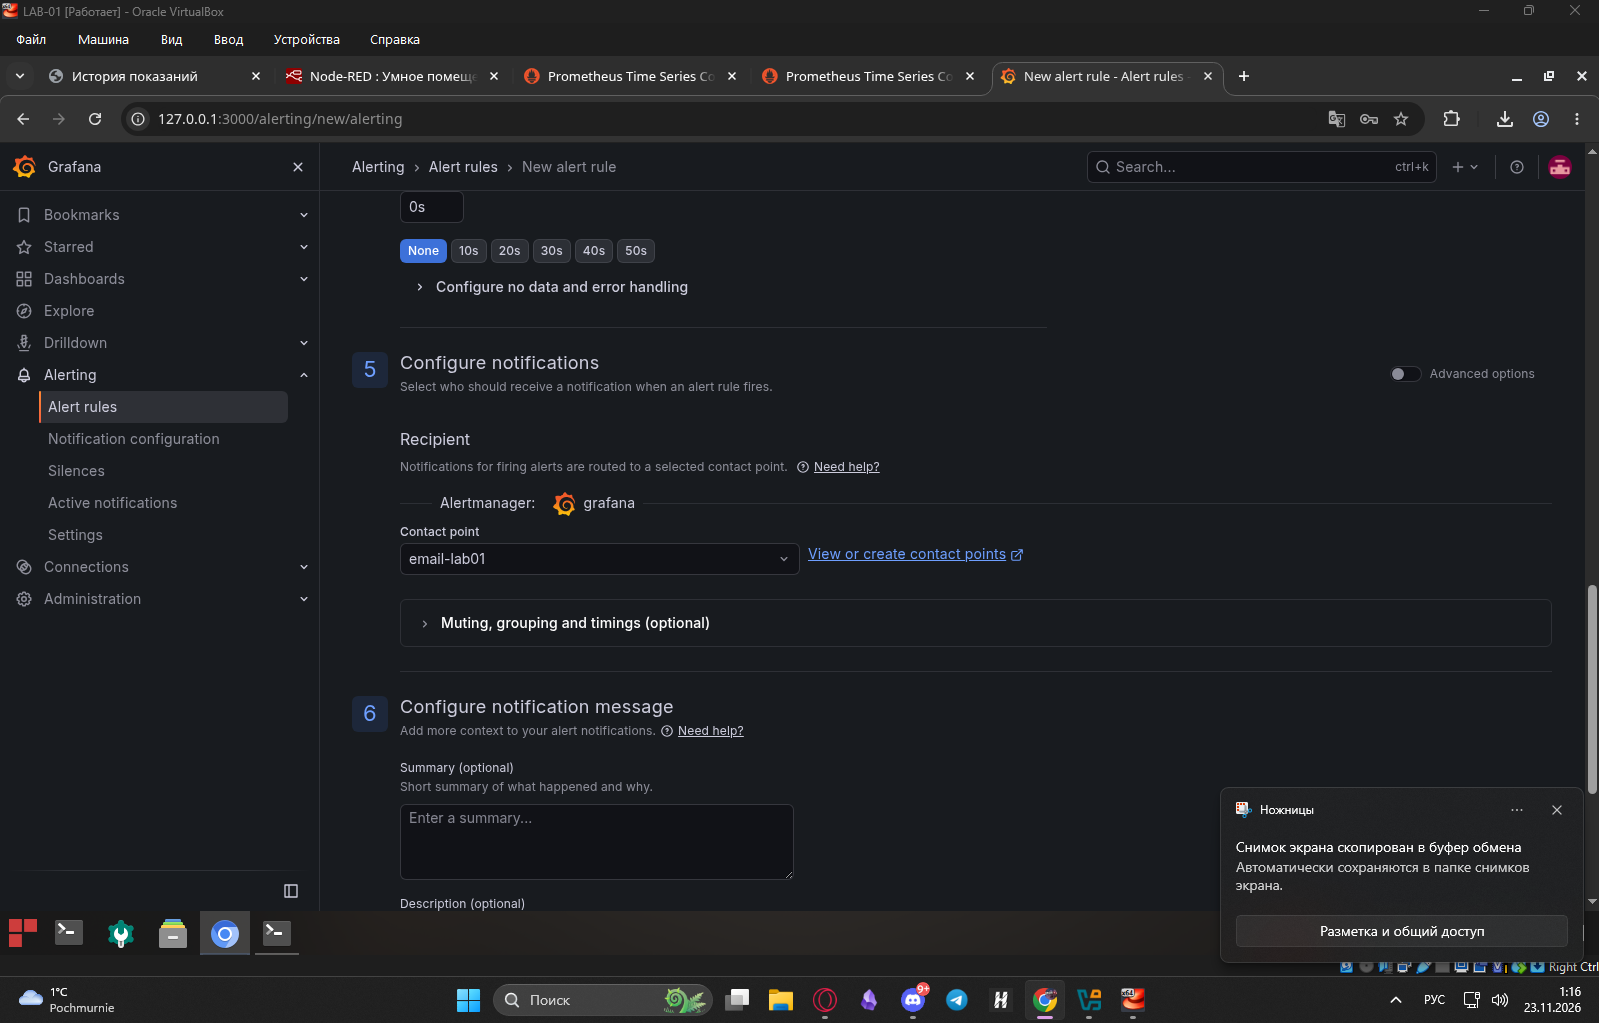 LAB-01 [Работает] - Oracle VirtualBox
Файл Машина Вид Ввод Устройства Справка
История показаний Node-RED : Умное помеще Prometheus Time Series Co Prometheus Time Series Co New alert rule - Alert rules -
127.0.0.1:3000/alerting/new/alerting
Grafana
Alerting › Alert rules › New alert rule
Search... ctrl+k
Bookmarks
Starred
Dashboards
Explore
Drilldown
Alerting
Alert rules
Notification configuration
Silences
Active notifications
Settings
Connections
Administration
0s
None 10s 20s 30s 40s 50s
Configure no data and error handling
5 Configure notifications
Select who should receive a notification when an alert rule fires.
Advanced options
Recipient
Notifications for firing alerts are routed to a selected contact point. Need help?
Alertmanager: grafana
Contact point
email-lab01
View or create contact points
Muting, grouping and timings (optional)
6 Configure notification message
Add more context to your alert notifications. Need help?
Summary (optional)
Short summary of what happened and why.
Enter a summary...
Description (optional)
Ножницы
Снимок экрана скопирован в буфер обмена
Автоматически сохраняются в папке снимков
экрана.
Разметка и общий доступ
Right Ctrl
1°C
Pochmurnie
Поиск
9+
РУС
1:16
23.11.2026